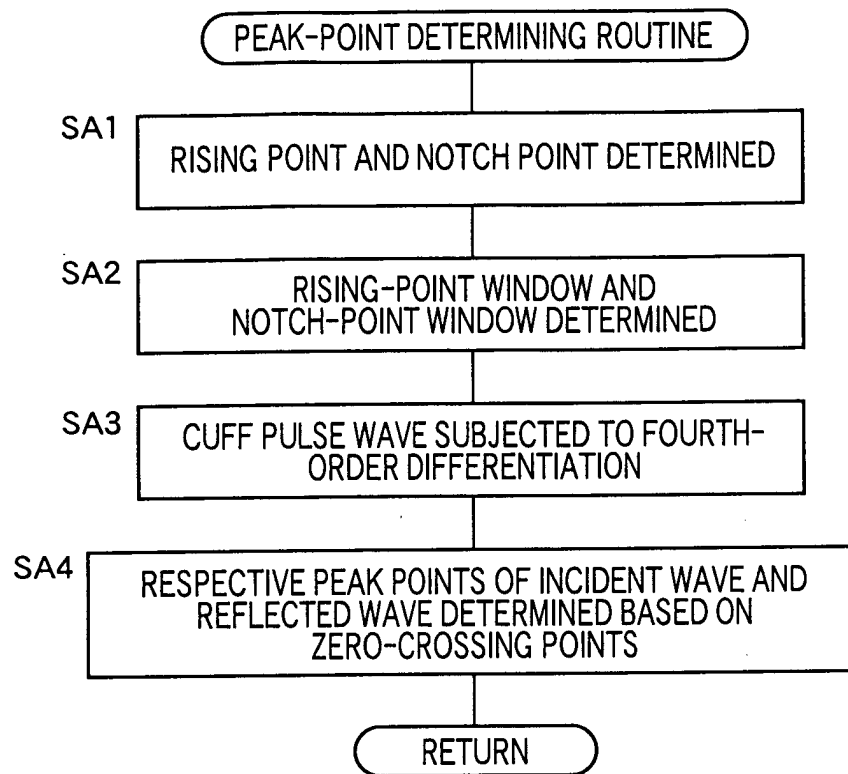 PEAK-POINT DETERMINING ROUTINE
SA1
RISING POINT AND NOTCH POINT DETERMINED
SA2
RISING-POINT WINDOW AND
NOTCH-POINT WINDOW DETERMINED
SA3
CUFF PULSE WAVE SUBJECTED TO FOURTH-
ORDER DIFFERENTIATION
SA4
RESPECTIVE PEAK POINTS OF INCIDENT WAVE AND
REFLECTED WAVE DETERMINED BASED ON
ZERO-CROSSING POINTS
RETURN